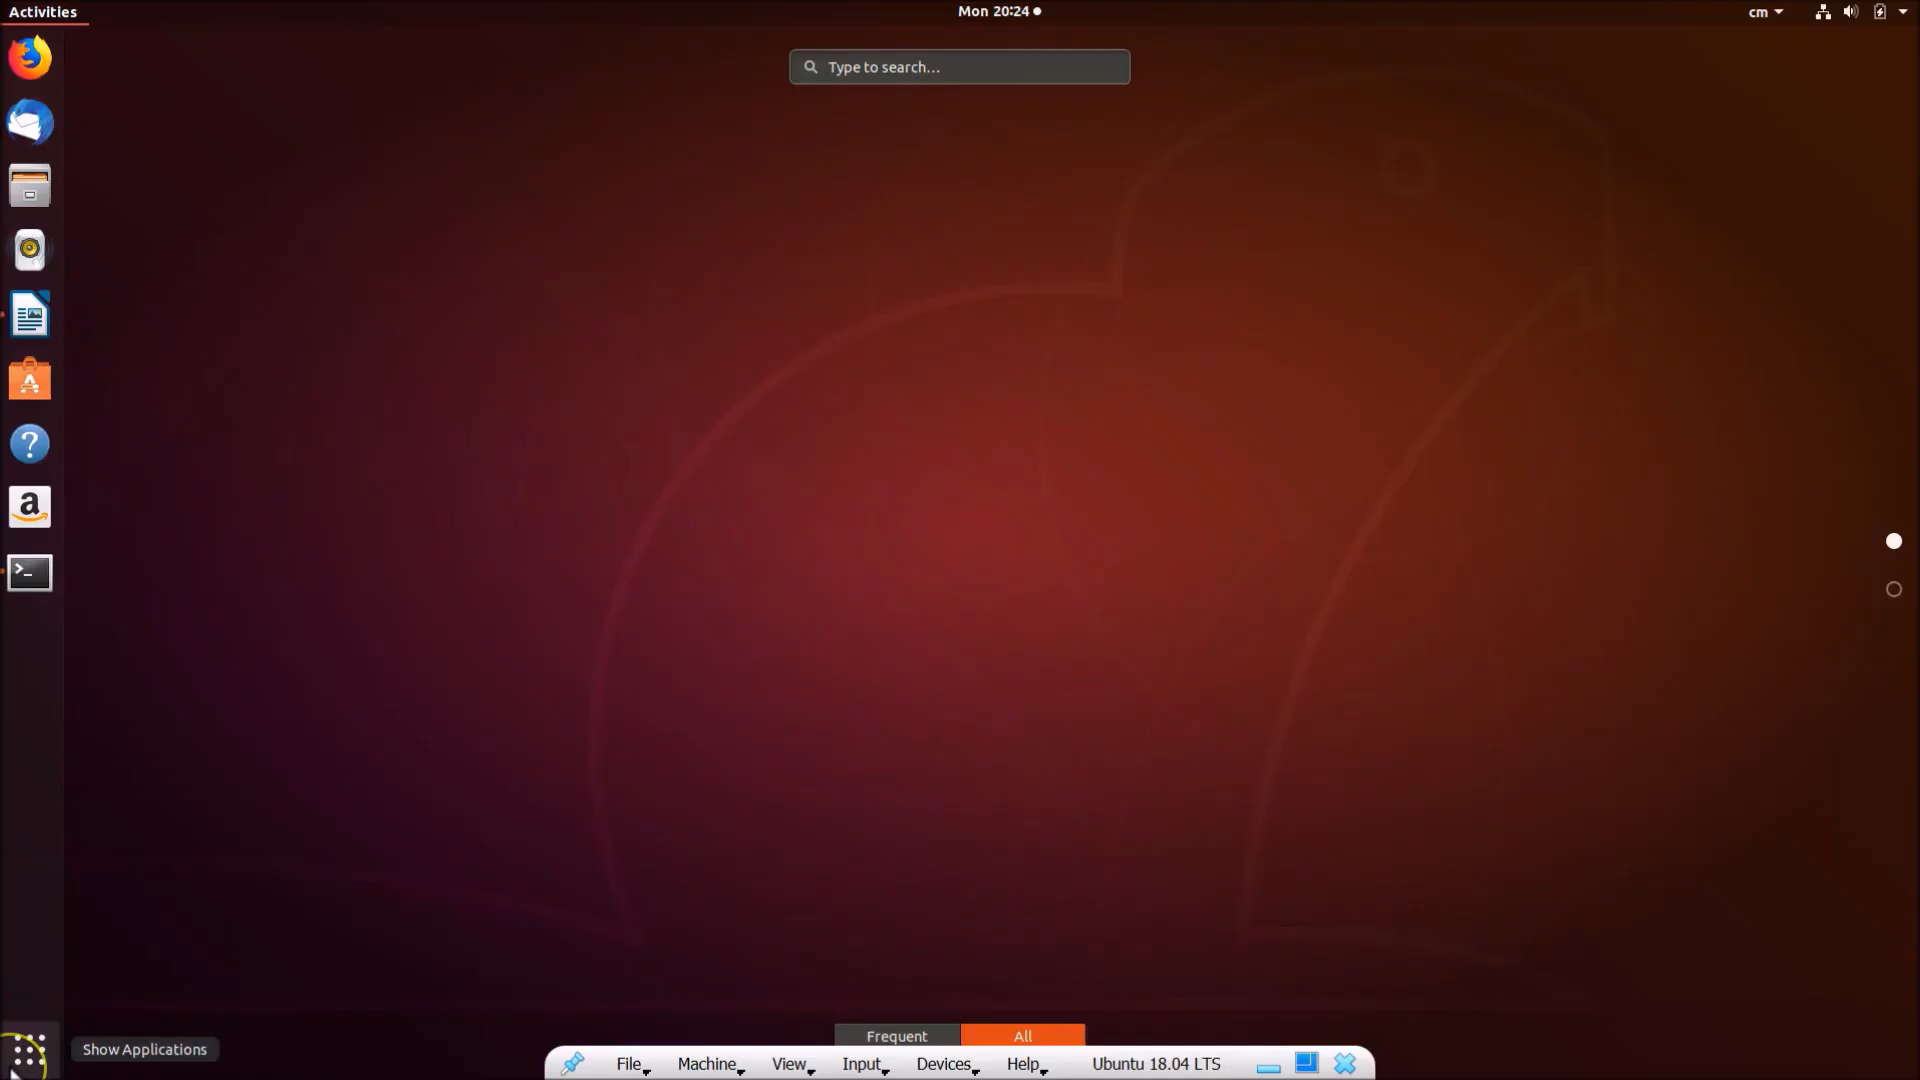 Activities
Mon 20:24
cm
Type to search...
a
>_
Show Applications
Frequent
All
File
Machine
View
Input
Devices
Help
Ubuntu 18.04 LTS